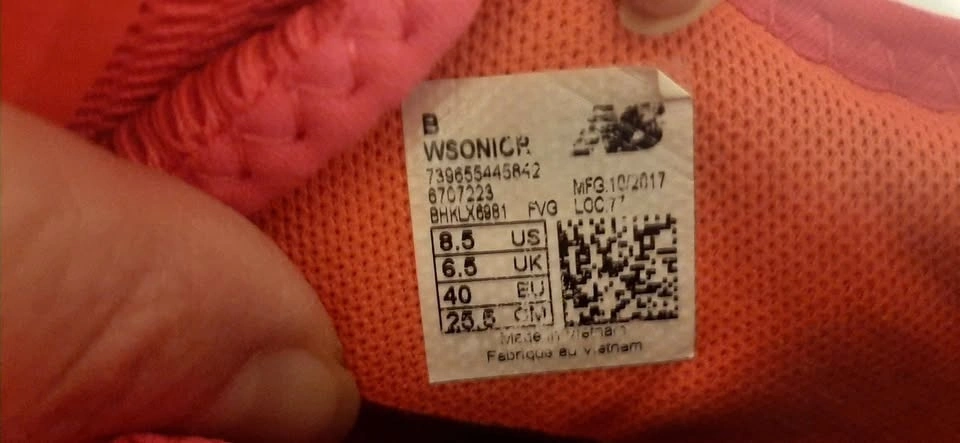 B
WSONICR
739655445842
6707223
BHKLX6981 FVG
MFG:10/2017
LOC:7
8.5 US
6.5 UK
40 EU
25.5 CM
Made in Vietnam
Fabriqué au Vietnam